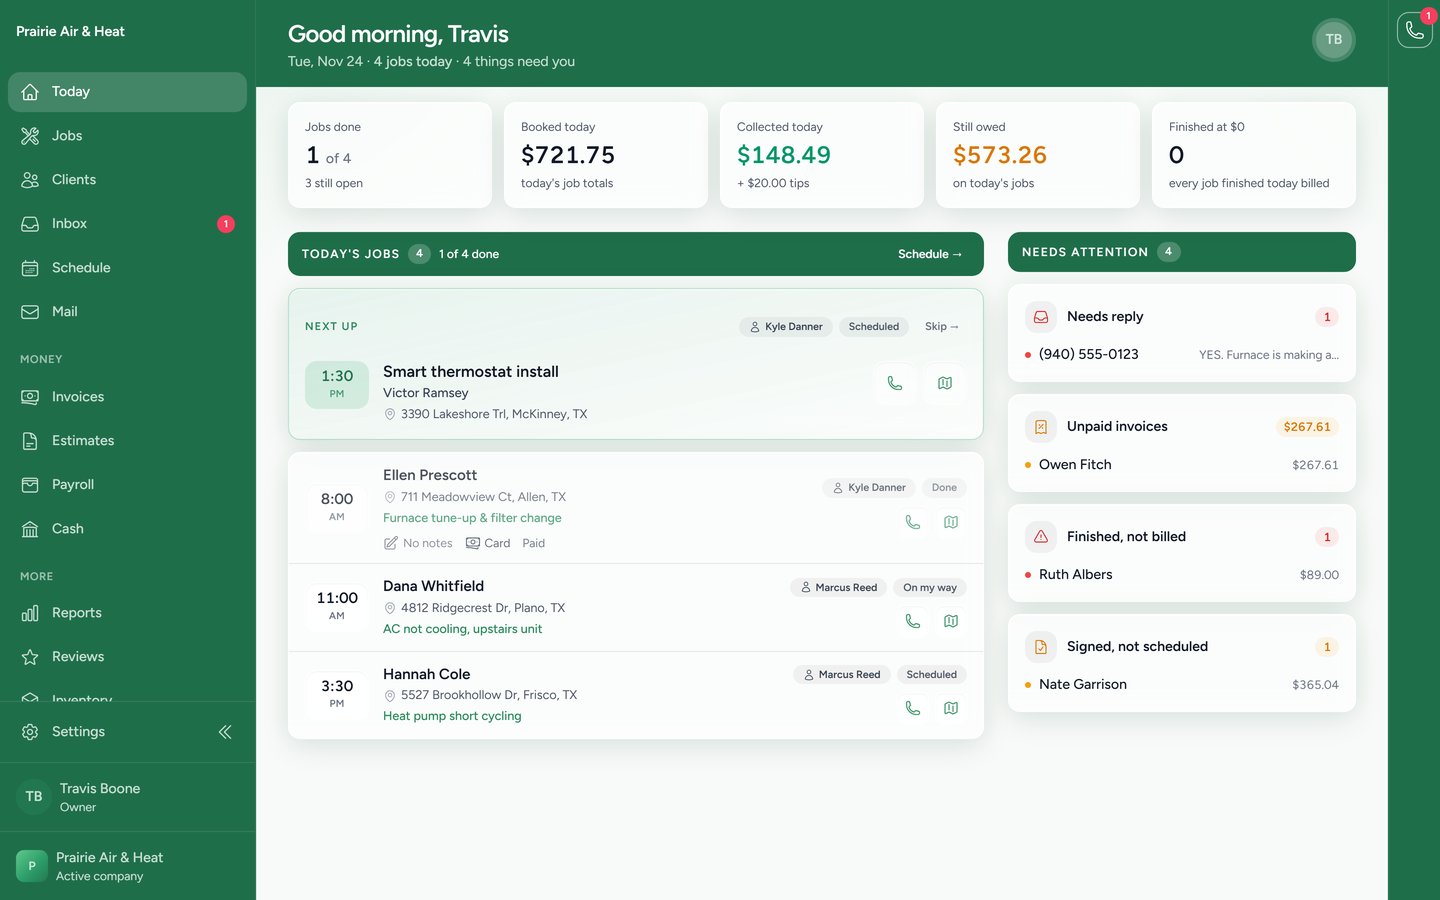 Prairie Air & Heat
Today
Jobs
Clients
Inbox 1
Schedule
Mail
MONEY
Invoices
Estimates
Payroll
Cash
MORE
Reports
Reviews
Inventory
Settings
TB
Travis Boone
Owner
P
Prairie Air & Heat
Active company
Good morning, Travis
Tue, Nov 24 · 4 jobs today · 4 things need you
TB
1
Jobs done
1 of 4
3 still open
Booked today
$721.75
today's job totals
Collected today
$148.49
+ $20.00 tips
Still owed
$573.26
on today's jobs
Finished at $0
0
every job finished today billed
TODAY'S JOBS 4 1 of 4 done Schedule →
NEXT UP Kyle Danner Scheduled Skip →
1:30 PM
Smart thermostat install
Victor Ramsey
3390 Lakeshore Trl, McKinney, TX
8:00 AM
Ellen Prescott
711 Meadowview Ct, Allen, TX
Furnace tune-up & filter change
No notes Card Paid
Kyle Danner Done
11:00 AM
Dana Whitfield
4812 Ridgecrest Dr, Plano, TX
AC not cooling, upstairs unit
Marcus Reed On my way
3:30 PM
Hannah Cole
5527 Brookhollow Dr, Frisco, TX
Heat pump short cycling
Marcus Reed Scheduled
NEEDS ATTENTION 4
Needs reply 1
(940) 555-0123 YES. Furnace is making a...
Unpaid invoices $267.61
Owen Fitch $267.61
Finished, not billed 1
Ruth Albers $89.00
Signed, not scheduled 1
Nate Garrison $365.04